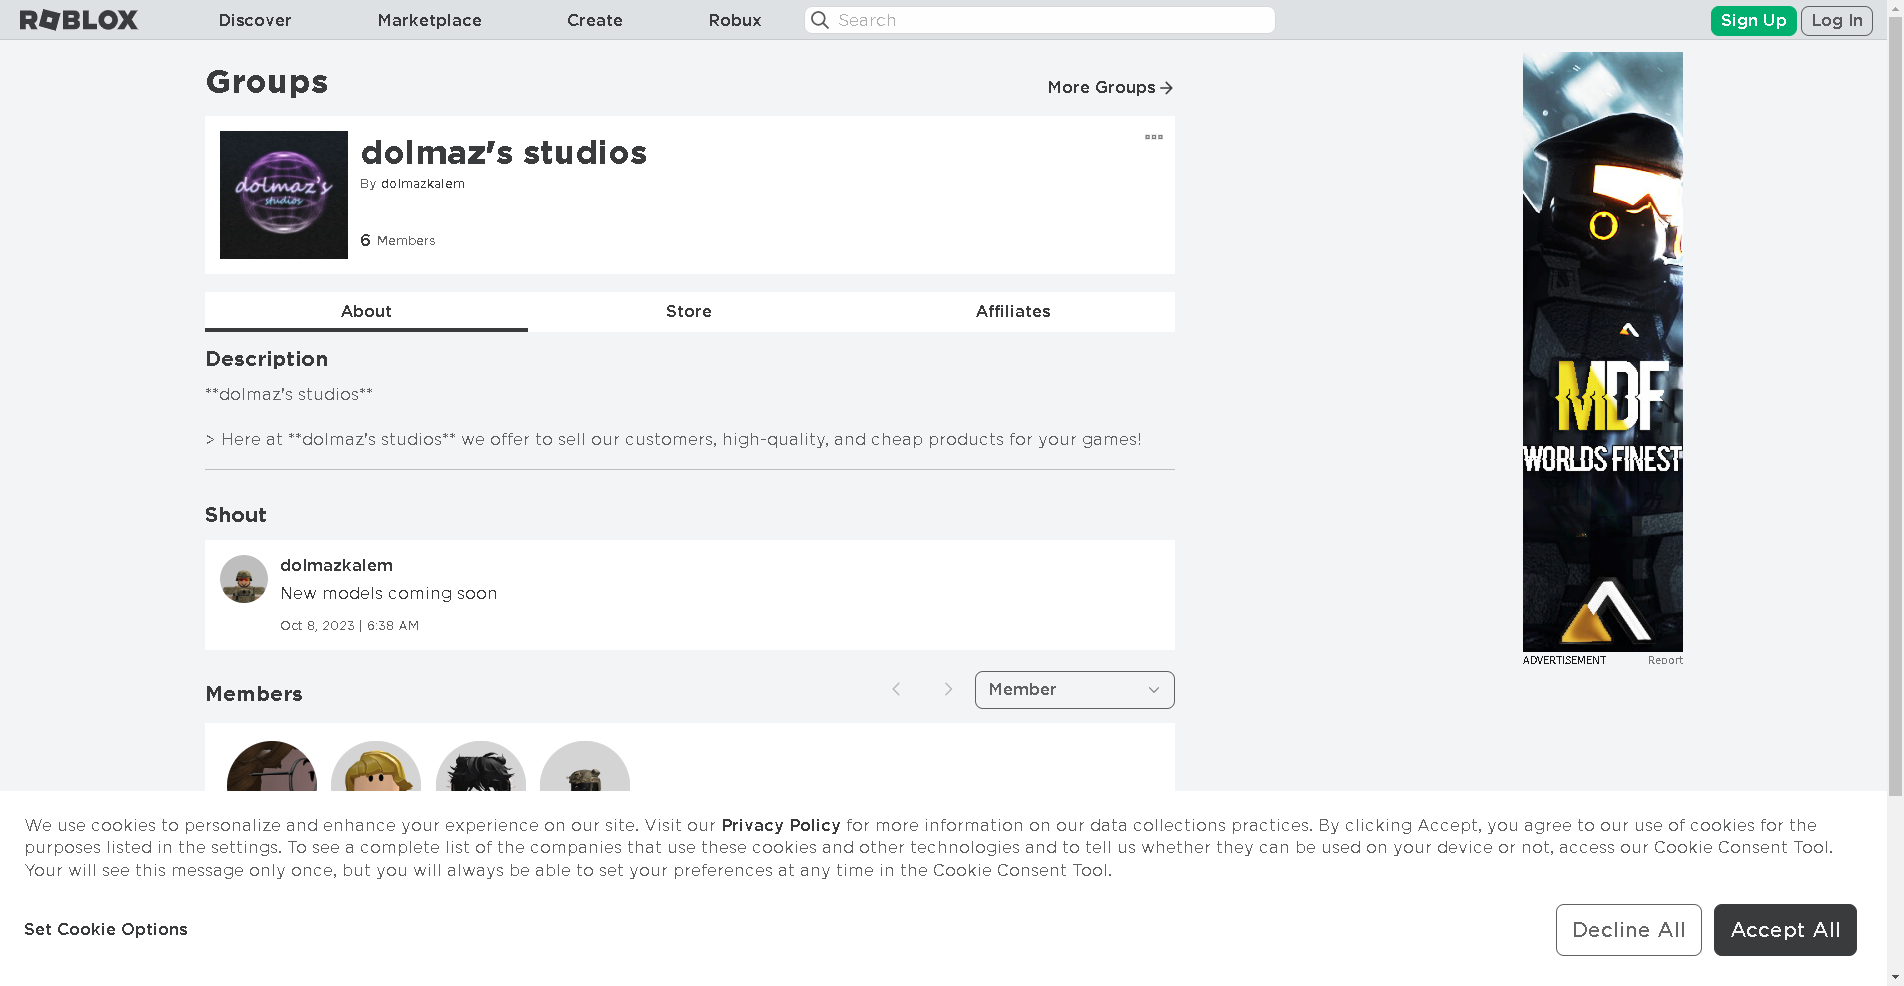 ROBLOX Discover Marketplace Create Robux Search Sign Up Log In
Groups
More Groups
dolmaz's studios
dolmaz's studios
By dolmazkalem
6 Members
About Store Affiliates
Description
**dolmaz's studios**
> Here at **dolmaz's studios** we offer to sell our customers, high-quality, and cheap products for your games!
Shout
dolmazkalem
New models coming soon
Oct 8, 2023 | 6:38 AM
Members
Member
MDF
WORLDS FINEST
ADVERTISEMENT Report
We use cookies to personalize and enhance your experience on our site. Visit our Privacy Policy for more information on our data collections practices. By clicking Accept, you agree to our use of cookies for the
purposes listed in the settings. To see a complete list of the companies that use these cookies and other technologies and to tell us whether they can be used on your device or not, access our Cookie Consent Tool.
Your will see this message only once, but you will always be able to set your preferences at any time in the Cookie Consent Tool.
Set Cookie Options
Decline All Accept All